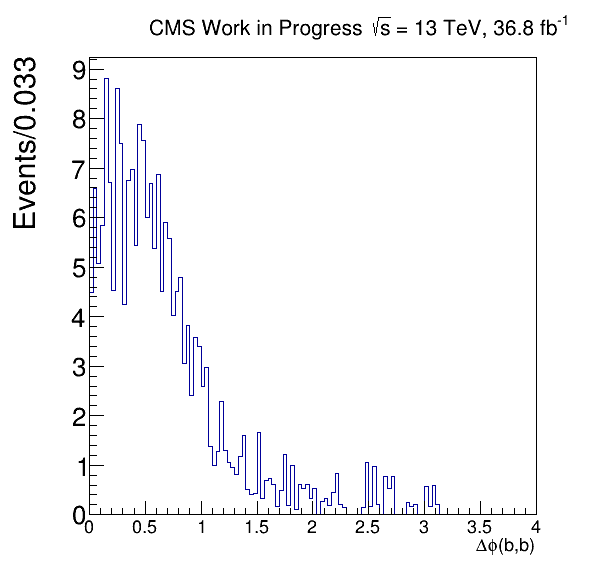 CMS Work in Progress √s = 13 TeV, 36.8 fb⁻¹
Events/0.033
9
8
7
6
5
4
3
2
1
0
0 0.5 1 1.5 2 2.5 3 3.5 4
Δϕ(b,b)